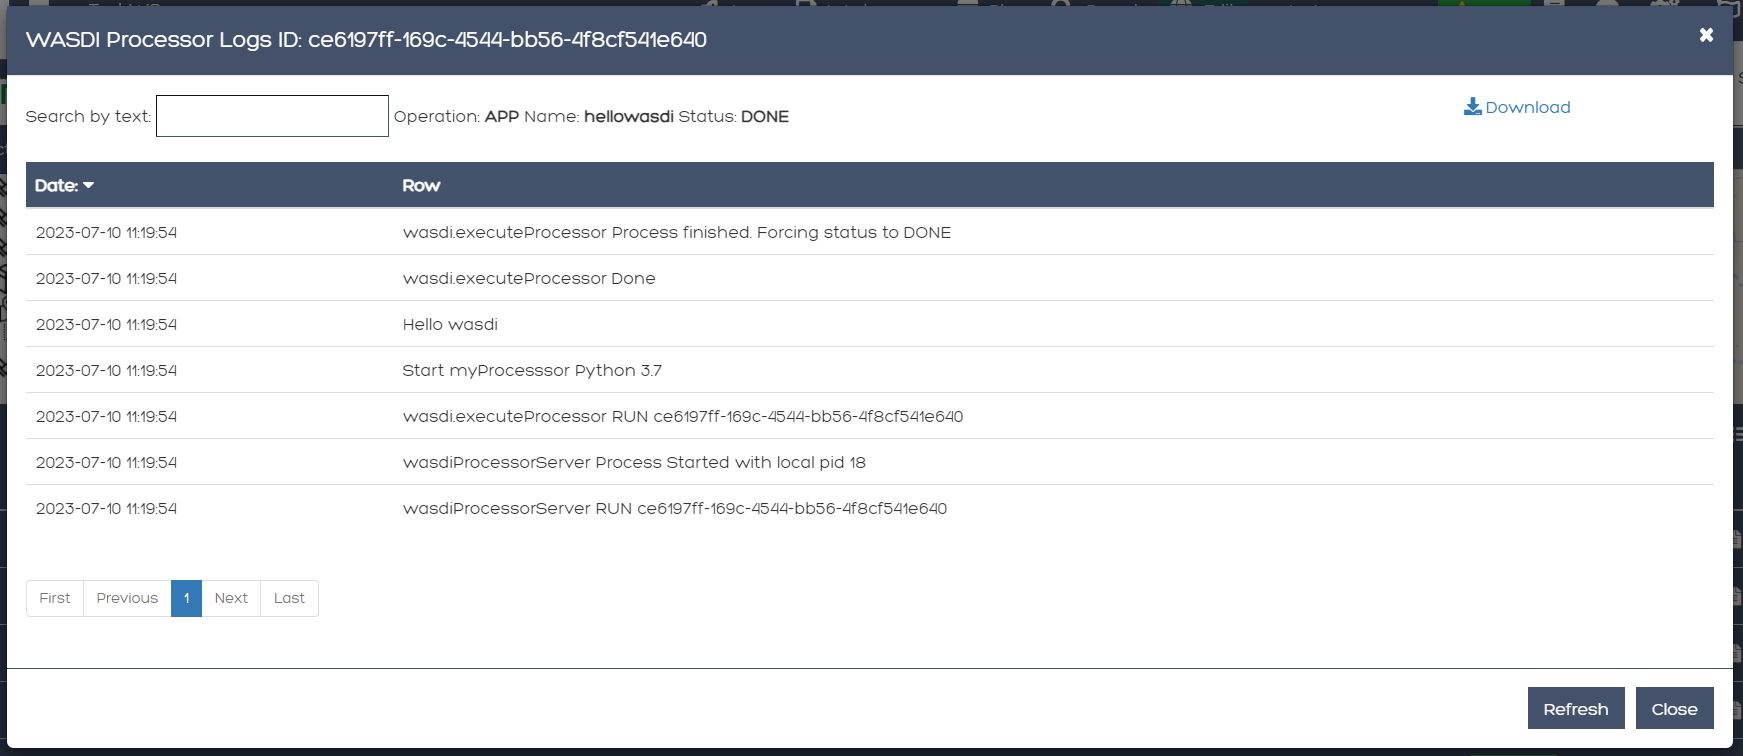 WASDI Processor Logs ID: ce6197ff-169c-4544-bb56-4f8cf541e640
Search by text: Operation: APP Name: hellowasdi Status: DONE
Download
Date: Row
2023-07-10 11:19:54 wasdi.executeProcessor Process finished. Forcing status to DONE
2023-07-10 11:19:54 wasdi.executeProcessor Done
2023-07-10 11:19:54 Hello wasdi
2023-07-10 11:19:54 Start myProcesssor Python 3.7
2023-07-10 11:19:54 wasdi.executeProcessor RUN ce6197ff-169c-4544-bb56-4f8cf541e640
2023-07-10 11:19:54 wasdiProcessorServer Process Started with local pid 18
2023-07-10 11:19:54 wasdiProcessorServer RUN ce6197ff-169c-4544-bb56-4f8cf541e640
First Previous 1 Next Last
Refresh Close